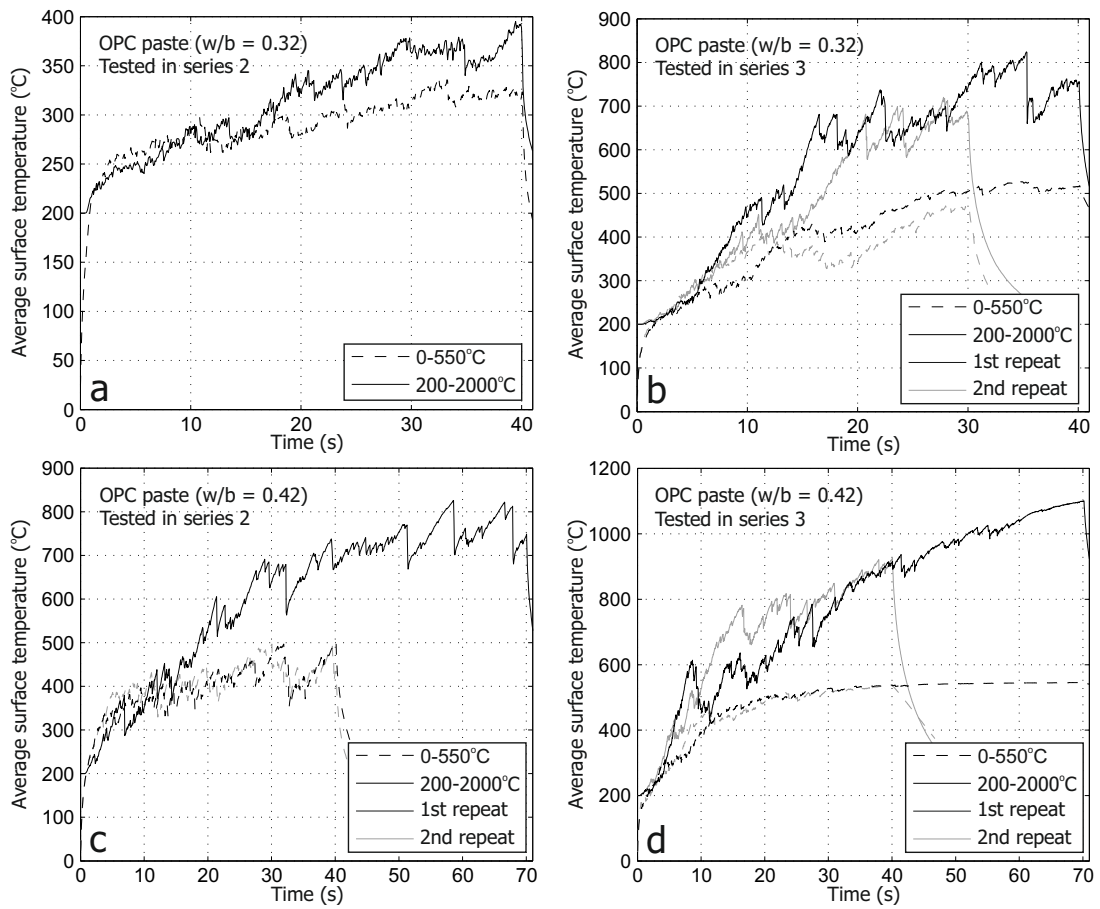 OPC paste (w/b = 0.32)
Tested in series 2
Average surface temperature (°C)
400
350
300
250
200
150
100
50
0
0
10
20
30
40
Time (s)
0-550°C
200-2000°C
a
OPC paste (w/b = 0.32)
Tested in series 3
Average surface temperature (°C)
900
800
700
600
500
400
300
200
100
0
0
10
20
30
40
Time (s)
0-550°C
200-2000°C
1st repeat
2nd repeat
b
OPC paste (w/b = 0.42)
Tested in series 2
Average surface temperature (°C)
900
800
700
600
500
400
300
200
100
0
0
10
20
30
40
50
60
70
Time (s)
0-550°C
200-2000°C
1st repeat
2nd repeat
c
OPC paste (w/b = 0.42)
Tested in series 3
Average surface temperature (°C)
1200
1000
800
600
400
200
0
0
10
20
30
40
50
60
70
Time (s)
0-550°C
200-2000°C
1st repeat
2nd repeat
d